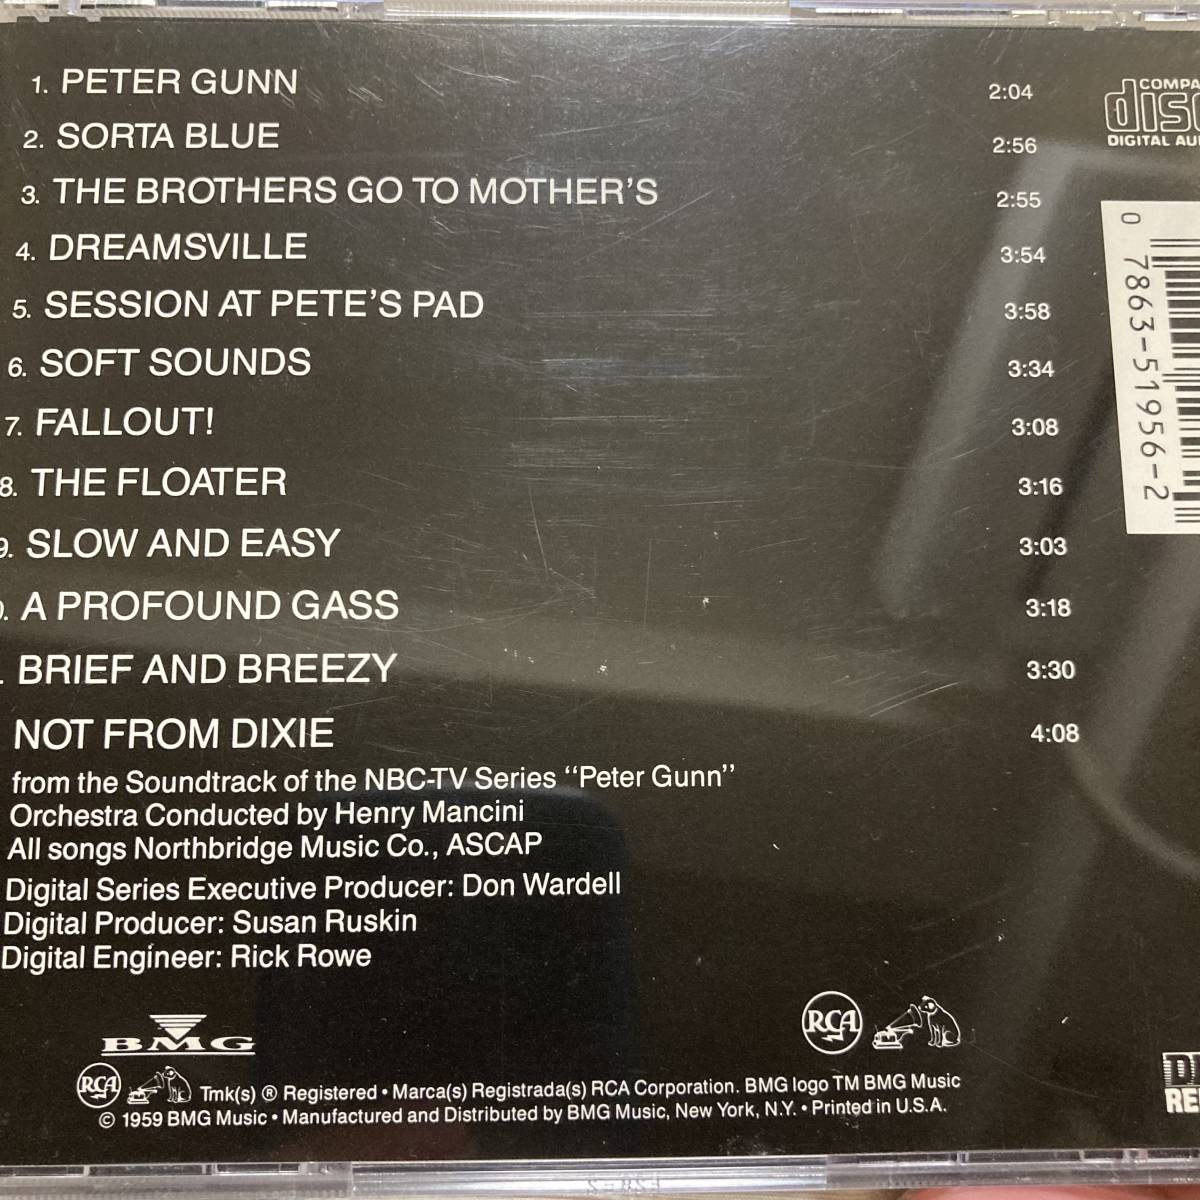 1. PETER GUNN 2:04
2. SORTA BLUE 2:56
3. THE BROTHERS GO TO MOTHER'S 2:55
4. DREAMSVILLE 3:54
5. SESSION AT PETE'S PAD 3:58
6. SOFT SOUNDS 3:34
7. FALLOUT! 3:08
8. THE FLOATER 3:16
9. SLOW AND EASY 3:03
. A PROFOUND GASS 3:18
. BRIEF AND BREEZY 3:30
NOT FROM DIXIE 4:08
from the Soundtrack of the NBC-TV Series "Peter Gunn"
Orchestra Conducted by Henry Mancini
All songs Northbridge Music Co., ASCAP
Digital Series Executive Producer: Don Wardell
Digital Producer: Susan Ruskin
Digital Engineer: Rick Rowe
COMPA
disc
DIGITAL AU
0 7863-51956-2
BMG
RCA
RCA
Tmk(s) ® Registered • Marca(s) Registrada(s) RCA Corporation. BMG logo TM BMG Music
© 1959 BMG Music • Manufactured and Distributed by BMG Music, New York, N.Y. • Printed in U.S.A.
RE